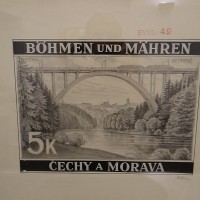 BÖHMEN UND MÄHREN
5K
ČECHY A MORAVA